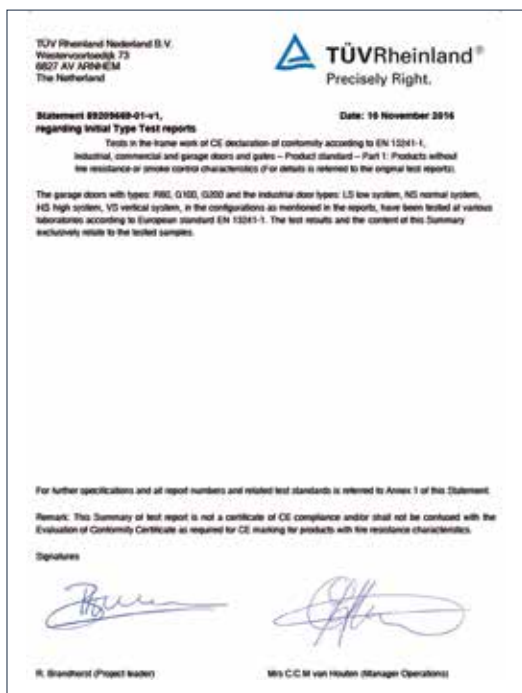 TÜV Rheinland Nederland B.V.
Westervoortsedijk 73
6827 AV ARNHEM
The Netherland
TÜVRheinland®
Precisely Right.
Statement 89209669-01-v1,
regarding Initial Type Test reports
Date: 10 November 2016
Tests in the frame work of CE declaration of conformity according to EN 13241-1,
Industrial, commercial and garage doors and gates – Product standard – Part 1: Products without
fire resistance or smoke control characteristics (For details is referred to the original test reports).
The garage doors with types: R60, G100, G200 and the industrial door types: LS low system, NS normal system,
HS high system, VS vertical system, in the configurations as mentioned in the reports, have been tested at various
laboratories according to European standard EN 13241-1. The test results and the content of this Summary
exclusively relate to the tested samples.
For further specifications and all report numbers and related test standards is referred to Annex 1 of this Statement.
Remark: This Summary of test report is not a certificate of CE compliance and/or shall not be confused with the
Evaluation of Conformity Certificate as required for CE marking for products with fire resistance characteristics.
Signatures
R. Brandhorst (Project leader)
Mrs C.C.M van Houten (Manager Operations)